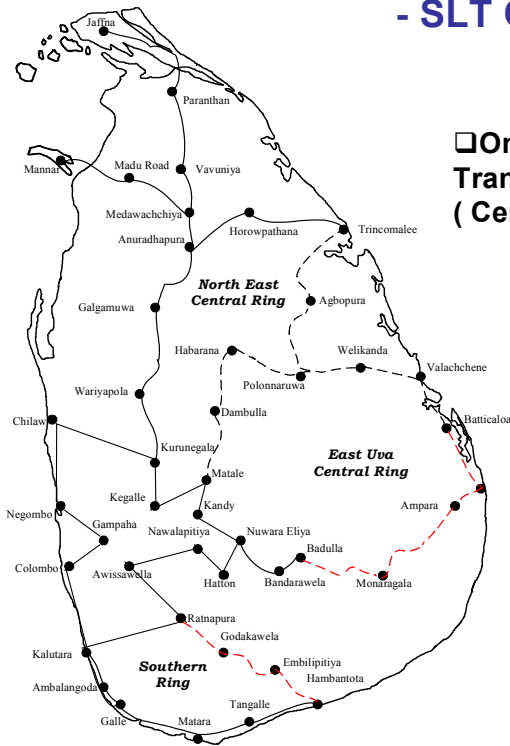 - SLT
Jaffna
Paranthan
❑On
Tran
( Cer
Mannar
Madu Road
Vavuniya
Medawachchiya
Horowpathana
Trincomalee
Anuradhapura
North East
Central Ring
Agbopura
Galgamuwa
Habarana
Welikanda
Polonnaruwa
Valachchene
Wariyapola
Dambulla
Chilaw
Batticaloa
Kurunegala
East Uva
Central Ring
Matale
Kegalle
Ampara
Negombo
Kandy
Gampaha
Nawalapitiya
Nuwara Eliya
Badulla
Colombo
Awissawella
Hatton
Bandarawela
Monaragala
Ratnapura
Godakawela
Kalutara
Southern
Ring
Embilipitiya
Hambantota
Ambalangoda
Galle
Matara
Tangalle